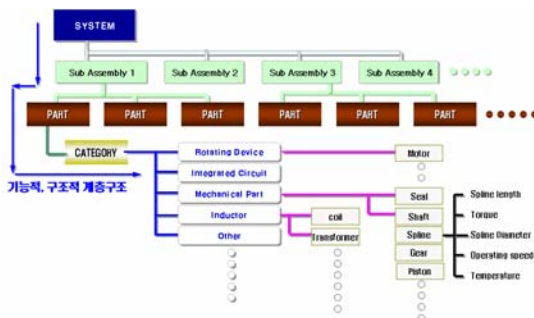 SYSTEM
Sub Assembly 1
Sub Assembly 2
Sub Assembly 3
Sub Assembly 4
PAHT
PAHT
PAHT
PAHT
PAHT
PAHT
CATEGORY
Rotating Device
Motor
Integrated Circuit
기능적, 구조적 계층구조
Mechanical Part
Seal
Spline length
Inductor
coil
Shaft
Torque
Other
Transformer
Spline
Spline Diameter
Gear
Operating speed
Piston
Temperature